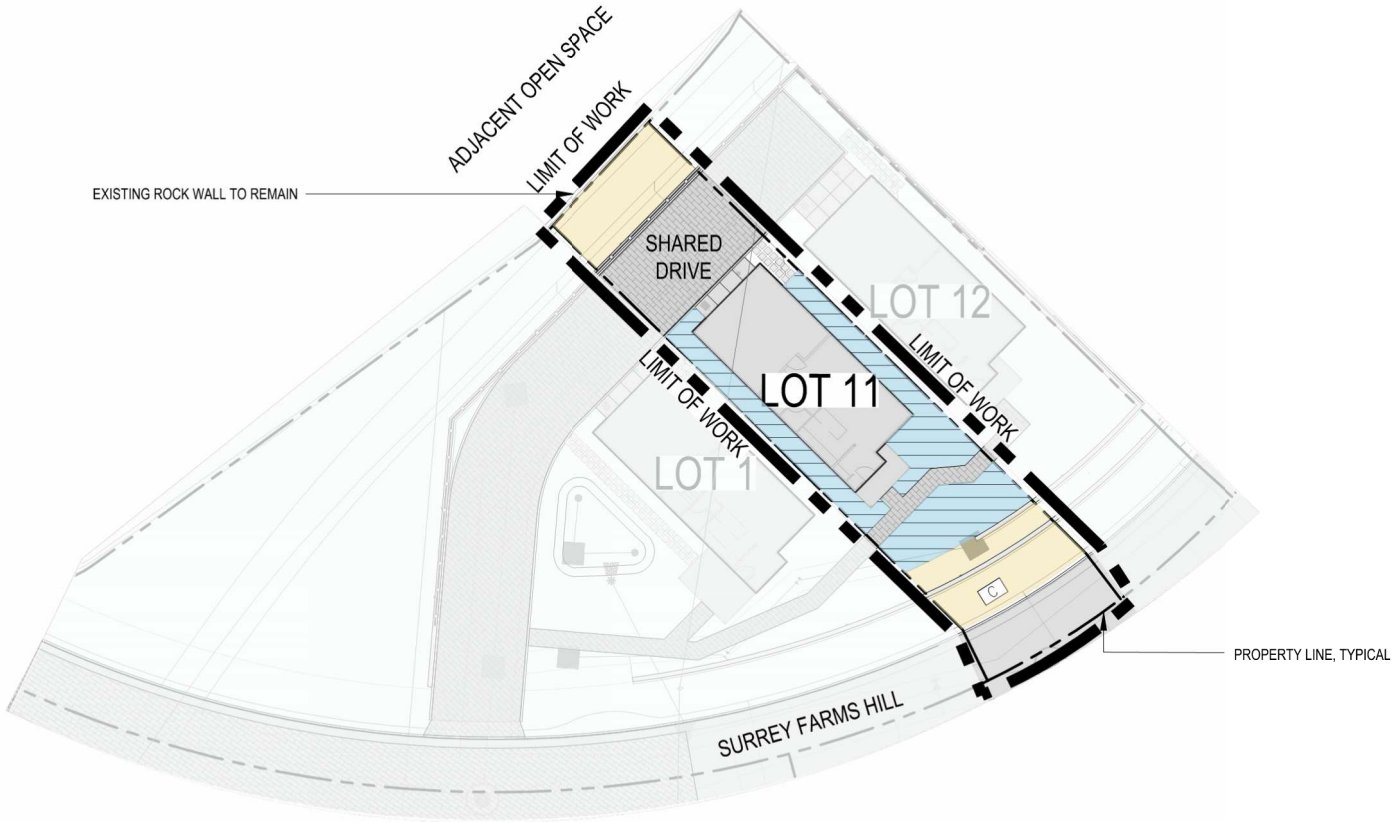 ADJACENT OPEN SPACE
LIMIT OF WORK
EXISTING ROCK WALL TO REMAIN
SHARED
DRIVE
LOT 12
LIMIT OF WORK
LOT 11
LIMIT OF WORK
LOT 1
C
PROPERTY LINE, TYPICAL
SURREY FARMS HILL